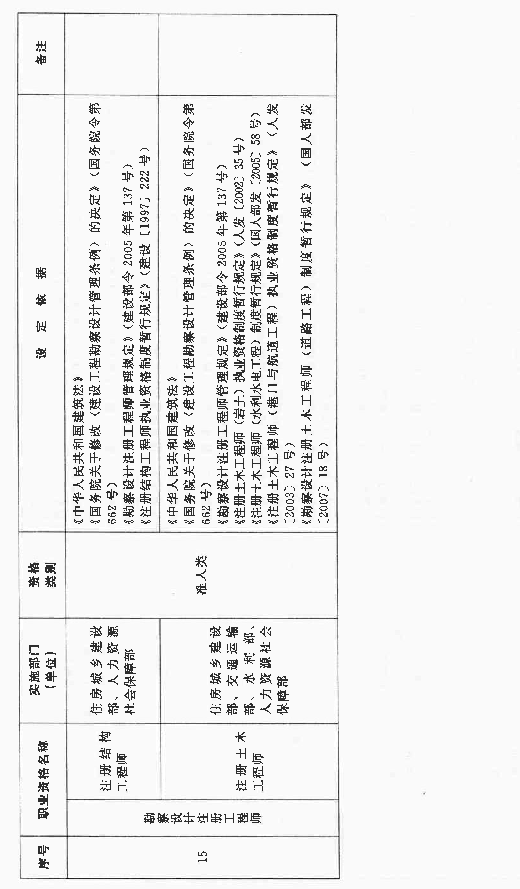 序号
职业资格名称
实施部门
(单位)
资格
类别
设 定 依 据
备注
15
勘察设计注册工程师
注册结构
工程师
住房城乡建设
部、人力资源
社会保障部
准入类
《中华人民共和国建筑法》
《国务院关于修改〈建设工程勘察设计管理条例〉的决定》(国务院令第
662号)
《勘察设计注册工程师管理规定》(建设部令2005年第137号)
《注册结构工程师执业资格制度暂行规定》(建设〔1997〕222号)
注册土木
工程师
住房城乡建设
部、交通运输
部、水利部、
人力资源社会
保障部
《中华人民共和国建筑法》
《国务院关于修改〈建设工程勘察设计管理条例〉的决定》(国务院令第
662号)
《勘察设计注册工程师管理规定》(建设部令2005年第137号)
《注册土木工程师(岩土)执业资格制度暂行规定》(人发〔2002〕35号)
《注册土木工程师(水利水电工程)制度暂行规定》(国人部发〔2005〕58号)
《注册土木工程师(港口与航道工程)执业资格制度暂行规定》(人发
〔2003〕27号)
《勘察设计注册土木工程师(道路工程)制度暂行规定》(国人部发
〔2007〕18号)